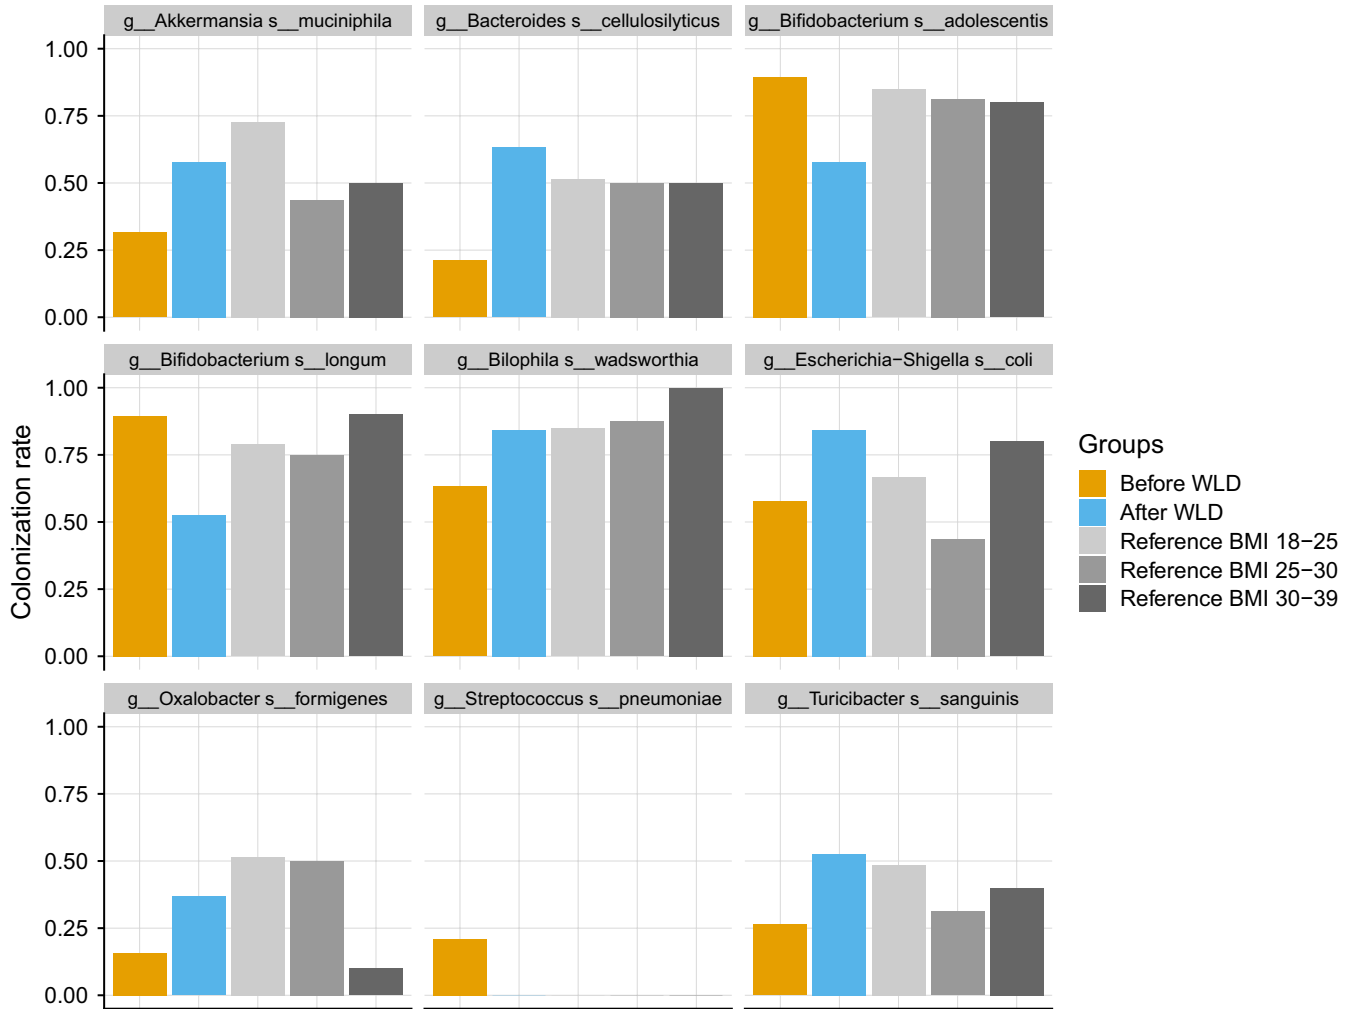 g__Akkermansia s__muciniphila
g__Bacteroides s__cellulosilyticus
g__Bifidobacterium s__adolescentis
1.00
0.75
0.50
0.25
0.00
g__Bifidobacterium s__longum
g__Bilophila s__wadsworthia
g__Escherichia−Shigella s__coli
1.00
0.75
0.50
0.25
0.00
Colonization rate
g__Oxalobacter s__formigenes
g__Streptococcus s__pneumoniae
g__Turicibacter s__sanguinis
1.00
0.75
0.50
0.25
0.00
Groups
Before WLD
After WLD
Reference BMI 18−25
Reference BMI 25−30
Reference BMI 30−39